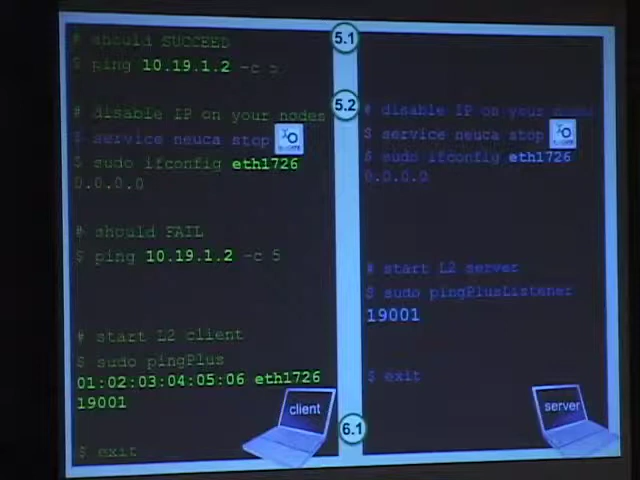 # should SUCCEED
$ ping 10.19.1.2 -c 5
# disable IP on your nodes
$ service neuca stop
$ sudo ifconfig eth1726
0.0.0.0
# should FAIL
$ ping 10.19.1.2 -c 5
# start L2 client
$ sudo pingPlus
01:02:03:04:05:06 eth1726
19001
$ exit
client
5.1
5.2
6.1
# disable IP on your nodes
$ service neuca stop
$ sudo ifconfig eth1726
0.0.0.0
# start L2 server
$ sudo pingPlusListener
19001
$ exit
server